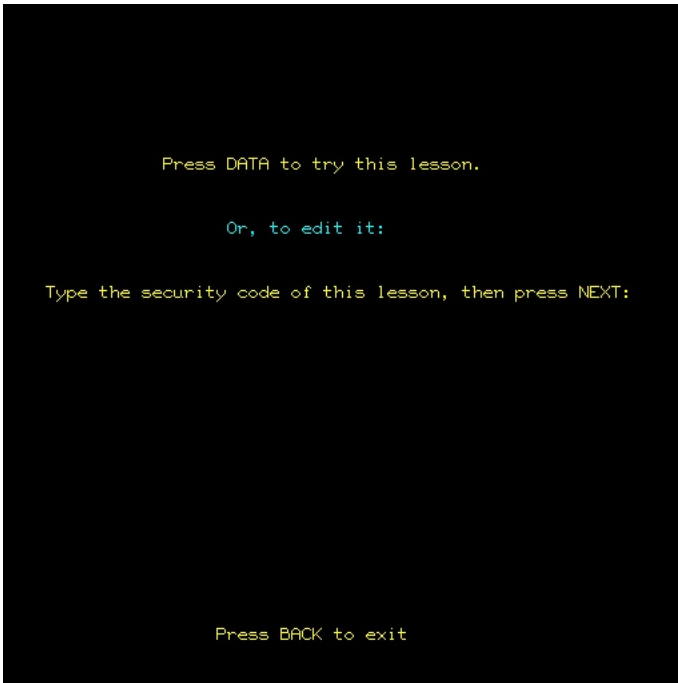 Press DATA to try this lesson.
Or, to edit it:
Type the security code of this lesson, then press NEXT:
Press BACK to exit